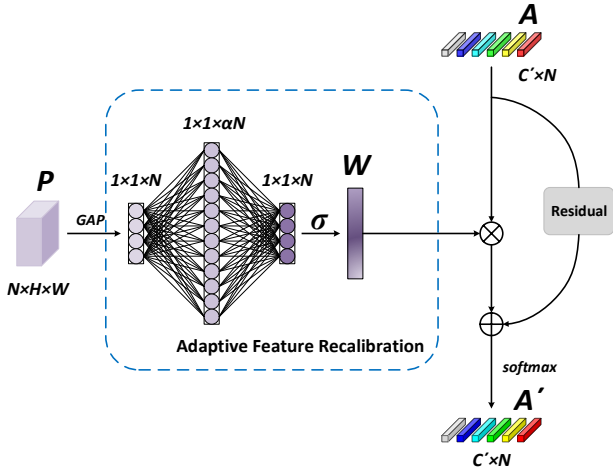 A
C´×N
1×1×αN
P
1×1×N
1×1×N
W
GAP
σ
Residual
N×H×W
Adaptive Feature Recalibration
softmax
A´
C´×N